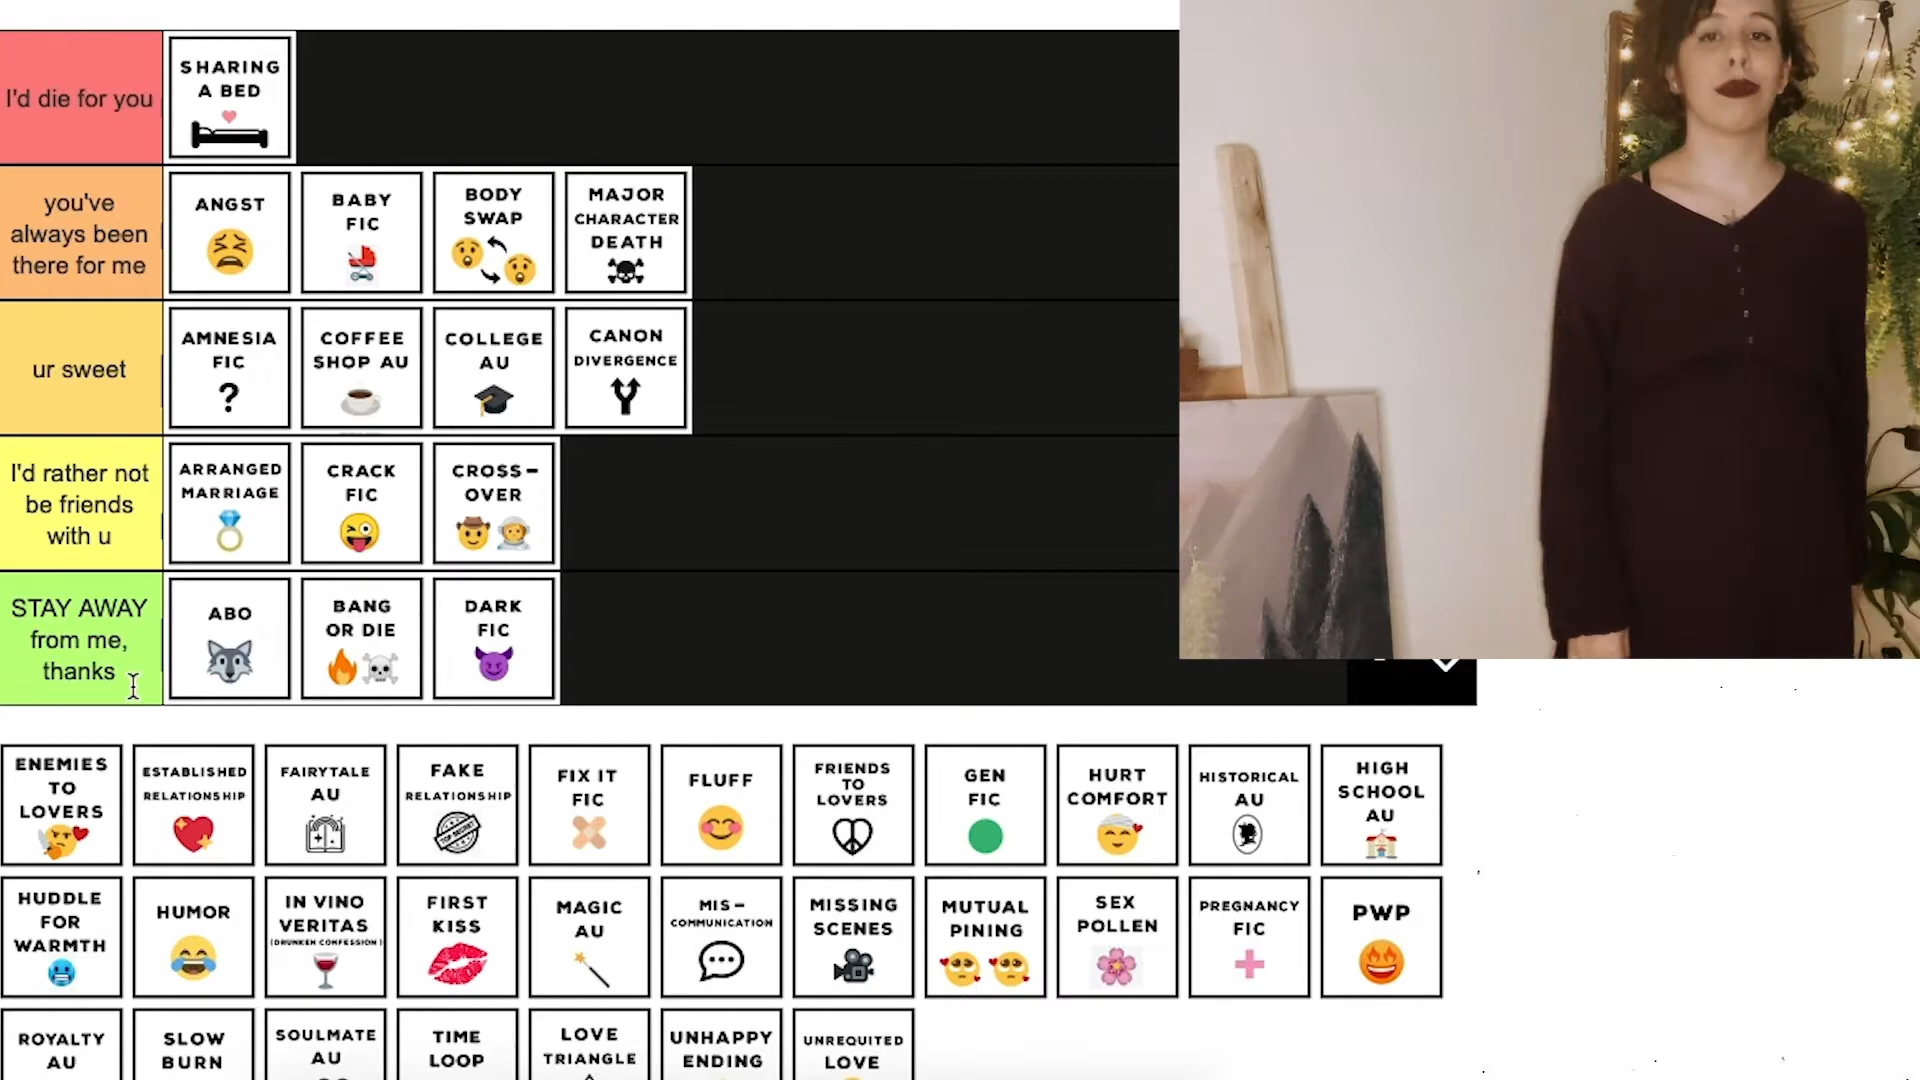 I'd die for you
SHARING
A BED
you've
always been
there for me
ANGST
BABY
FIC
BODY
SWAP
MAJOR
CHARACTER
DEATH
ur sweet
AMNESIA
FIC
?
COFFEE
SHOP AU
COLLEGE
AU
CANON
DIVERGENCE
I'd rather not
be friends
with u
ARRANGED
MARRIAGE
CRACK
FIC
CROSS-
OVER
STAY AWAY
from me,
thanks
ABO
BANG
OR DIE
DARK
FIC
ENEMIES
TO
LOVERS
ESTABLISHED
RELATIONSHIP
FAIRYTALE
AU
FAKE
RELATIONSHIP
TOP SECRET
FIX IT
FIC
FLUFF
FRIENDS
TO
LOVERS
GEN
FIC
HURT
COMFORT
HISTORICAL
AU
HIGH
SCHOOL
AU
HUDDLE
FOR
WARMTH
HUMOR
IN VINO
VERITAS
(DRUNKEN CONFESSION)
FIRST
KISS
MAGIC
AU
MIS-
COMMUNICATION
MISSING
SCENES
MUTUAL
PINING
SEX
POLLEN
PREGNANCY
FIC
PWP
ROYALTY
AU
SLOW
BURN
SOULMATE
AU
TIME
LOOP
LOVE
TRIANGLE
UNHAPPY
ENDING
UNREQUITED
LOVE